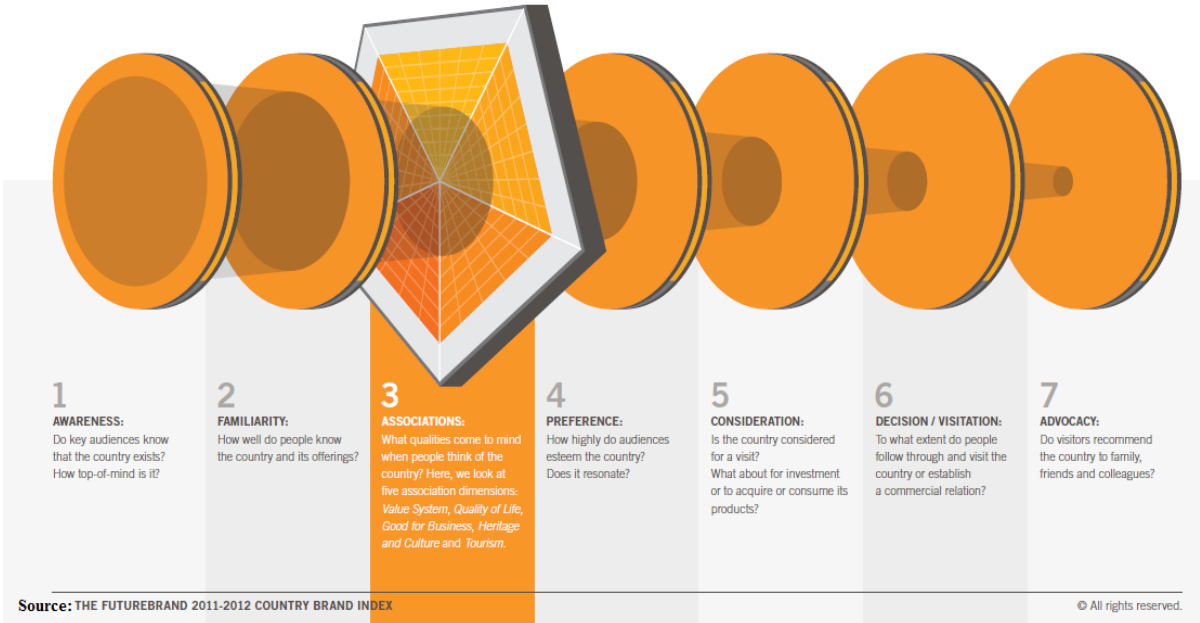 1
AWARENESS:
Do key audiences know
that the country exists?
How top-of-mind is it?
2
FAMILIARITY:
How well do people know
the country and its offerings?
3
ASSOCIATIONS:
What qualities come to mind
when people think of the
country? Here, we look at
five association dimensions:
Value System, Quality of Life,
Good for Business, Heritage
and Culture and Tourism.
4
PREFERENCE:
How highly do audiences
esteem the country?
Does it resonate?
5
CONSIDERATION:
Is the country considered
for a visit?
What about for investment
or to acquire or consume its
products?
6
DECISION / VISITATION:
To what extent do people
follow through and visit the
country or establish
a commercial relation?
7
ADVOCACY:
Do visitors recommend
the country to family,
friends and colleagues?
Source: THE FUTUREBRAND 2011-2012 COUNTRY BRAND INDEX
© All rights reserved.